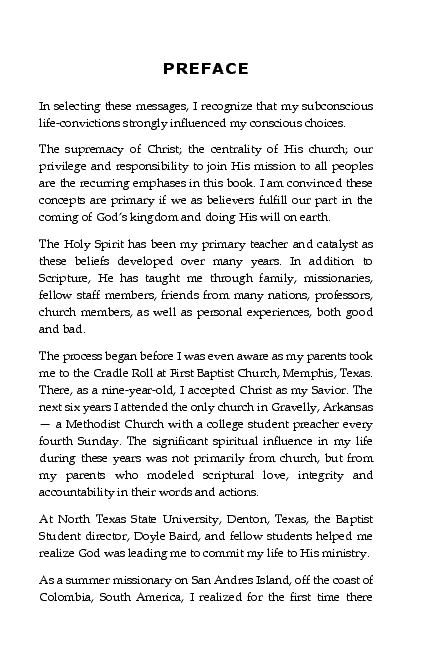 PREFACE
In selecting these messages, I recognize that my subconscious
life-convictions strongly influenced my conscious choices.
The supremacy of Christ; the centrality of His church; our
privilege and responsibility to join His mission to all peoples
are the recurring emphases in this book. I am convinced these
concepts are primary if we as believers fulfill our part in the
coming of God's kingdom and doing His will on earth.
The Holy Spirit has been my primary teacher and catalyst as
these beliefs developed over many years. In addition to
Scripture, He has taught me through family, missionaries,
fellow staff members, friends from many nations, professors,
church members, as well as personal experiences, both good
and bad.
The process began before I was even aware as my parents took
me to the Cradle Roll at First Baptist Church, Memphis, Texas.
There, as a nine-year-old, I accepted Christ as my Savior. The
next six years I attended the only church in Gravelly, Arkansas
— a Methodist Church with a college student preacher every
fourth Sunday. The significant spiritual influence in my life
during these years was not primarily from church, but from
my parents who modeled scriptural love, integrity and
accountability in their words and actions.
At North Texas State University, Denton, Texas, the Baptist
Student director, Doyle Baird, and fellow students helped me
realize God was leading me to commit my life to His ministry.
As a summer missionary on San Andres Island, off the coast of
Colombia, South America, I realized for the first time there